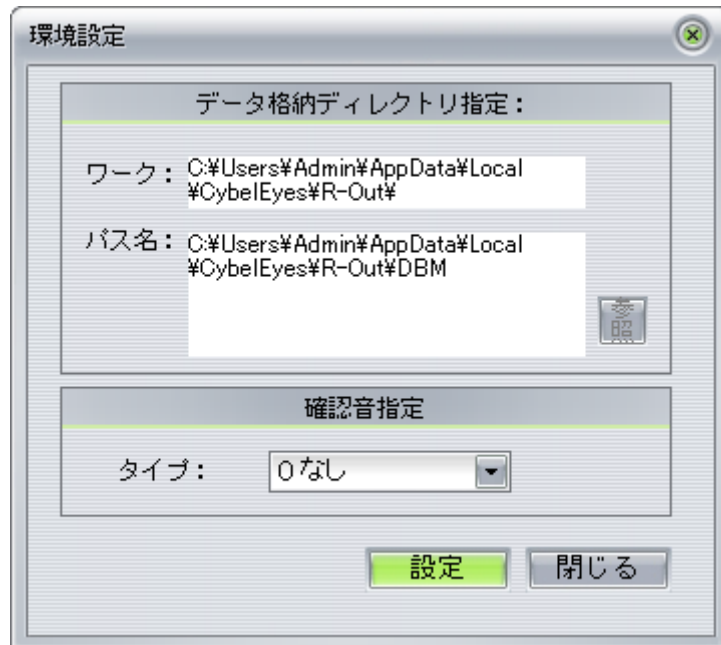 環境設定
データ格納ディレクトリ指定：
ワーク： C:¥Users¥Admin¥AppData¥Local
¥CybelEyes¥R-Out¥
パス名： C:¥Users¥Admin¥AppData¥Local
¥CybelEyes¥R-Out¥DBM
参照
確認音指定
タイプ： ０なし
設定 閉じる